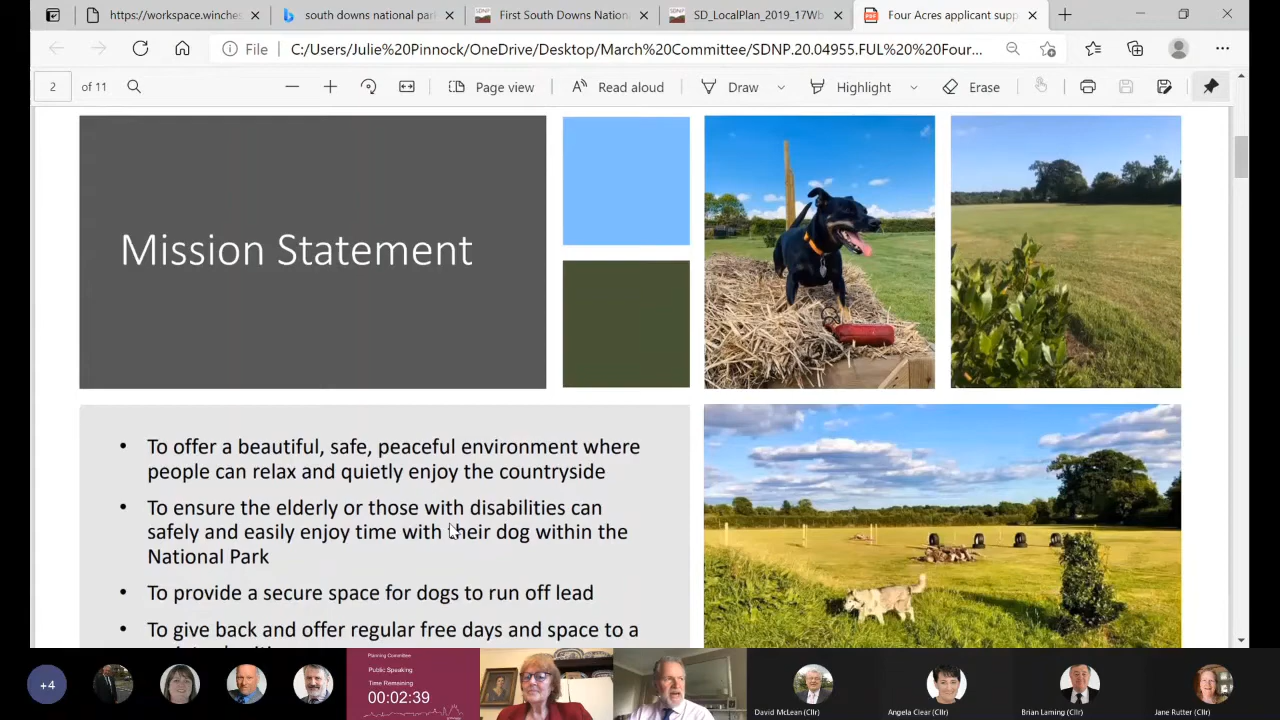 https://workspace.winches
south downs national par
First South Downs Nation
SD_LocalPlan_2019_17Wb
Four Acres applicant supp
File
C:/Users/Julie%20Pinnock/OneDrive/Desktop/March%20Committee/SDNP.20.04955.FUL%20%20Four...
2
of 11
Page view
Read aloud
Draw
Highlight
Erase
Mission Statement
• To offer a beautiful, safe, peaceful environment where
people can relax and quietly enjoy the countryside
• To ensure the elderly or those with disabilities can
safely and easily enjoy time with their dog within the
National Park
• To provide a secure space for dogs to run off lead
• To give back and offer regular free days and space to a
+4
Planning Committee
Public Speaking
Time Remaining
00:02:39
David McLean (Cllr)
Angela Clear (Cllr)
Brian Laming (Cllr)
Jane Rutter (Cllr)